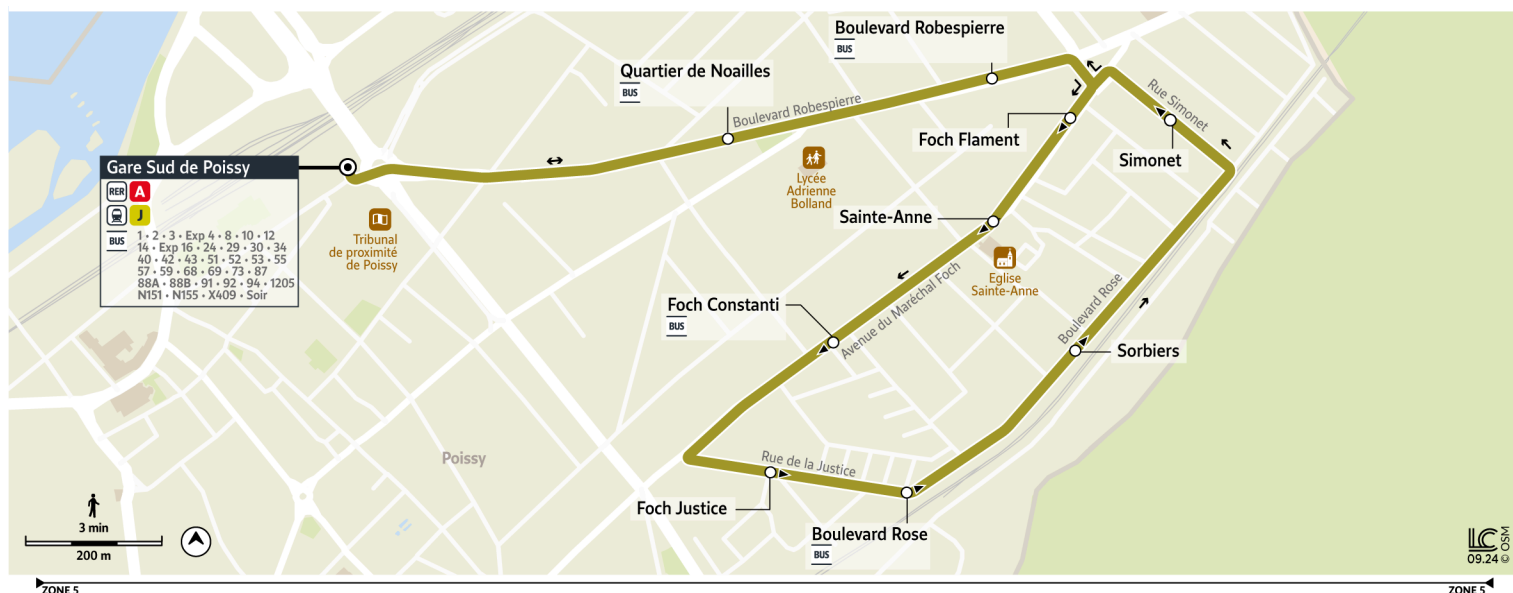 Boulevard Robespierre
BUS
Quartier de Noailles
BUS
Boulevard Robespierre
Rue Simonet
Foch Flament
Simonet
Gare Sud de Poissy
RER A
J
BUS
1 • 2 • 3 • Exp 4 • 8 • 10 • 12
14 • Exp 16 • 24 • 29 • 30 • 34
40 • 42 • 43 • 51 • 52 • 53 • 55
57 • 59 • 68 • 69 • 73 • 87
88A • 88B • 91 • 92 • 94 • 1205
N151 • N155 • X409 • Soir
Lycée
Adrienne
Bolland
Tribunal
de proximité
de Poissy
Sainte-Anne
Eglise
Sainte-Anne
Foch Constanti
BUS
Avenue du Maréchal Foch
Boulevard Rose
Sorbiers
Poissy
Rue de la Justice
Foch Justice
Boulevard Rose
BUS
3 min
200 m
LC
09.24 © OSM
ZONE 5
ZONE 5